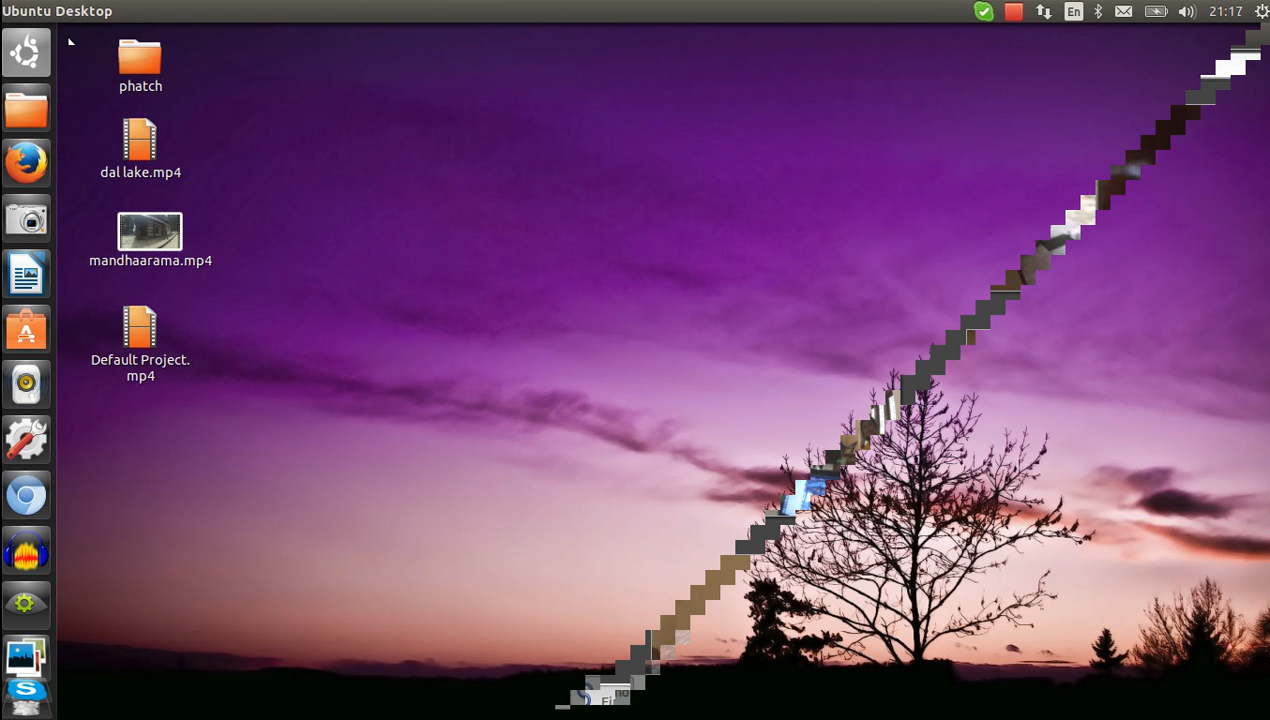 Ubuntu Desktop
En
21:17
phatch
dal lake.mp4
mandhaarama.mp4
Default Project.
mp4